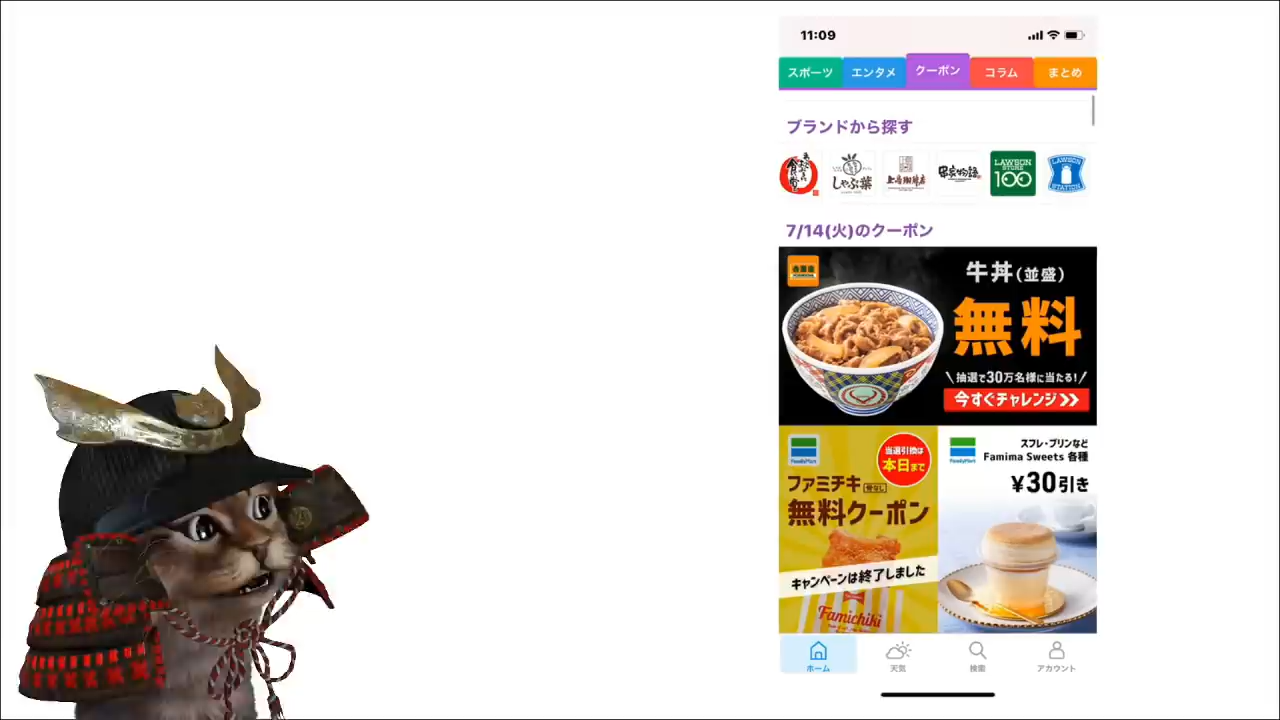 11:09
スポーツ
エンタメ
クーポン
コラム
まとめ
ブランドから探す
しゃぶ葉
上島珈琲店
串家物語
LAWSON
STORE
100
LAWSON
STATION
7/14(火)のクーポン
吉野家
牛丼(並盛)
無料
抽選で30万名様に当たる!
今すぐチャレンジ
FamilyMart
当選引換は
本日まで
ファミチキ 骨なし
無料クーポン
キャンペーンは終了しました
Famichiki
FamilyMart
スフレ・プリンなど
Famima Sweets 各種
¥30引き
ホーム
天気
検索
アカウント